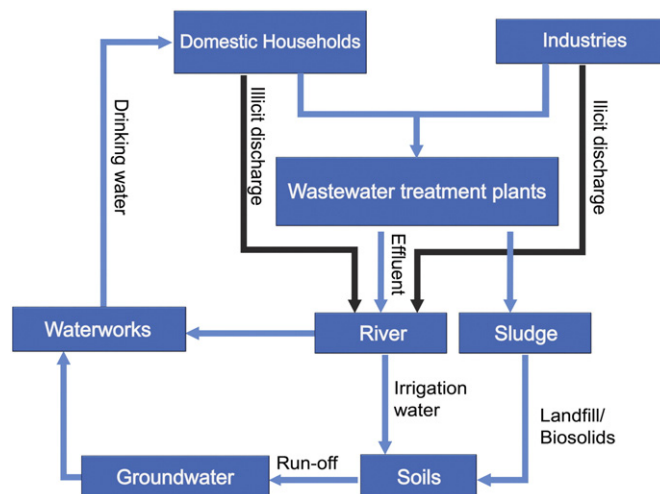 Domestic Households
Industries
Drinking water
Illicit discharge
Ilicit discharge
Wastewater treatment plants
Effluent
Waterworks
River
Sludge
Irrigation
water
Landfill/
Biosolids
Groundwater
Run-off
Soils